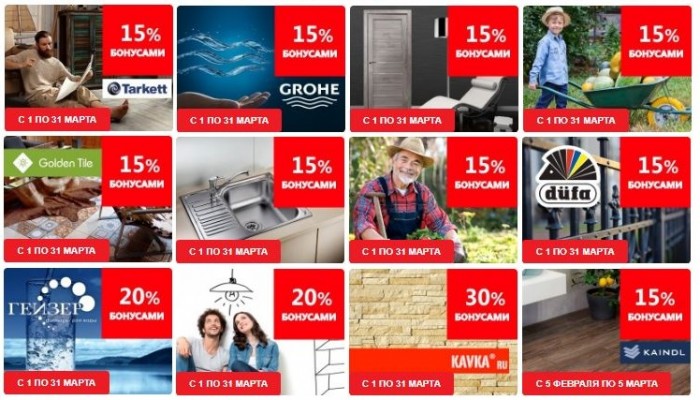 15%
БОНУСАМИ
Tarkett
С 1 ПО 31 МАРТА
15%
БОНУСАМИ
GROHE
С 1 ПО 31 МАРТА
15%
БОНУСАМИ
С 1 ПО 31 МАРТА
15%
БОНУСАМИ
С 1 ПО 31 МАРТА
Golden Tile
15%
БОНУСАМИ
С 1 ПО 31 МАРТА
15%
БОНУСАМИ
С 1 ПО 31 МАРТА
15%
БОНУСАМИ
С 1 ПО 31 МАРТА
düfa
15%
БОНУСАМИ
С 1 ПО 31 МАРТА
ГЕЙЗЕР
20%
БОНУСАМИ
С 1 ПО 31 МАРТА
20%
БОНУСАМИ
С 1 ПО 31 МАРТА
30%
БОНУСАМИ
KAVKA® RU
С 1 ПО 31 МАРТА
15%
БОНУСАМИ
KAINDL
С 5 ФЕВРАЛЯ ПО 5 МАРТА